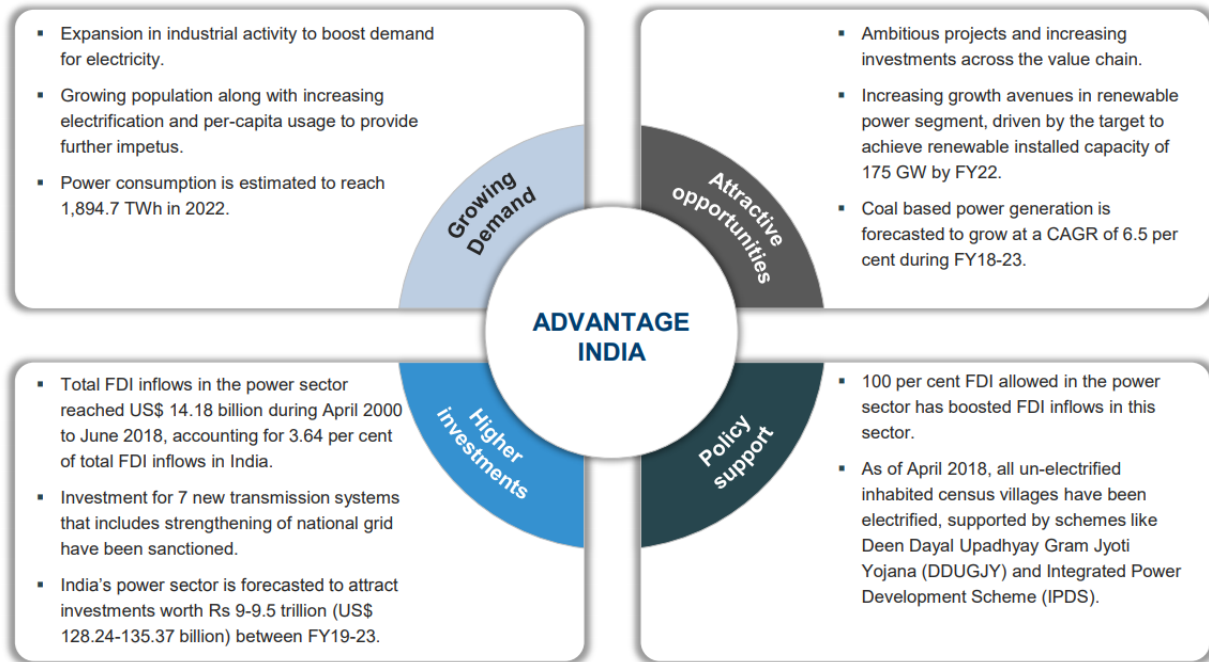 ▪ Expansion in industrial activity to boost demand
for electricity.
▪ Growing population along with increasing
electrification and per-capita usage to provide
further impetus.
▪ Power consumption is estimated to reach
1,894.7 TWh in 2022.
Growing
Demand
▪ Ambitious projects and increasing
investments across the value chain.
▪ Increasing growth avenues in renewable
power segment, driven by the target to
achieve renewable installed capacity of
175 GW by FY22.
▪ Coal based power generation is
forecasted to grow at a CAGR of 6.5 per
cent during FY18-23.
Attractive
opportunities
ADVANTAGE
INDIA
▪ Total FDI inflows in the power sector
reached US$ 14.18 billion during April 2000
to June 2018, accounting for 3.64 per cent
of total FDI inflows in India.
▪ Investment for 7 new transmission systems
that includes strengthening of national grid
have been sanctioned.
▪ India’s power sector is forecasted to attract
investments worth Rs 9-9.5 trillion (US$
128.24-135.37 billion) between FY19-23.
Higher
investments
▪ 100 per cent FDI allowed in the power
sector has boosted FDI inflows in this
sector.
▪ As of April 2018, all un-electrified
inhabited census villages have been
electrified, supported by schemes like
Deen Dayal Upadhyay Gram Jyoti
Yojana (DDUGJY) and Integrated Power
Development Scheme (IPDS).
Policy
support